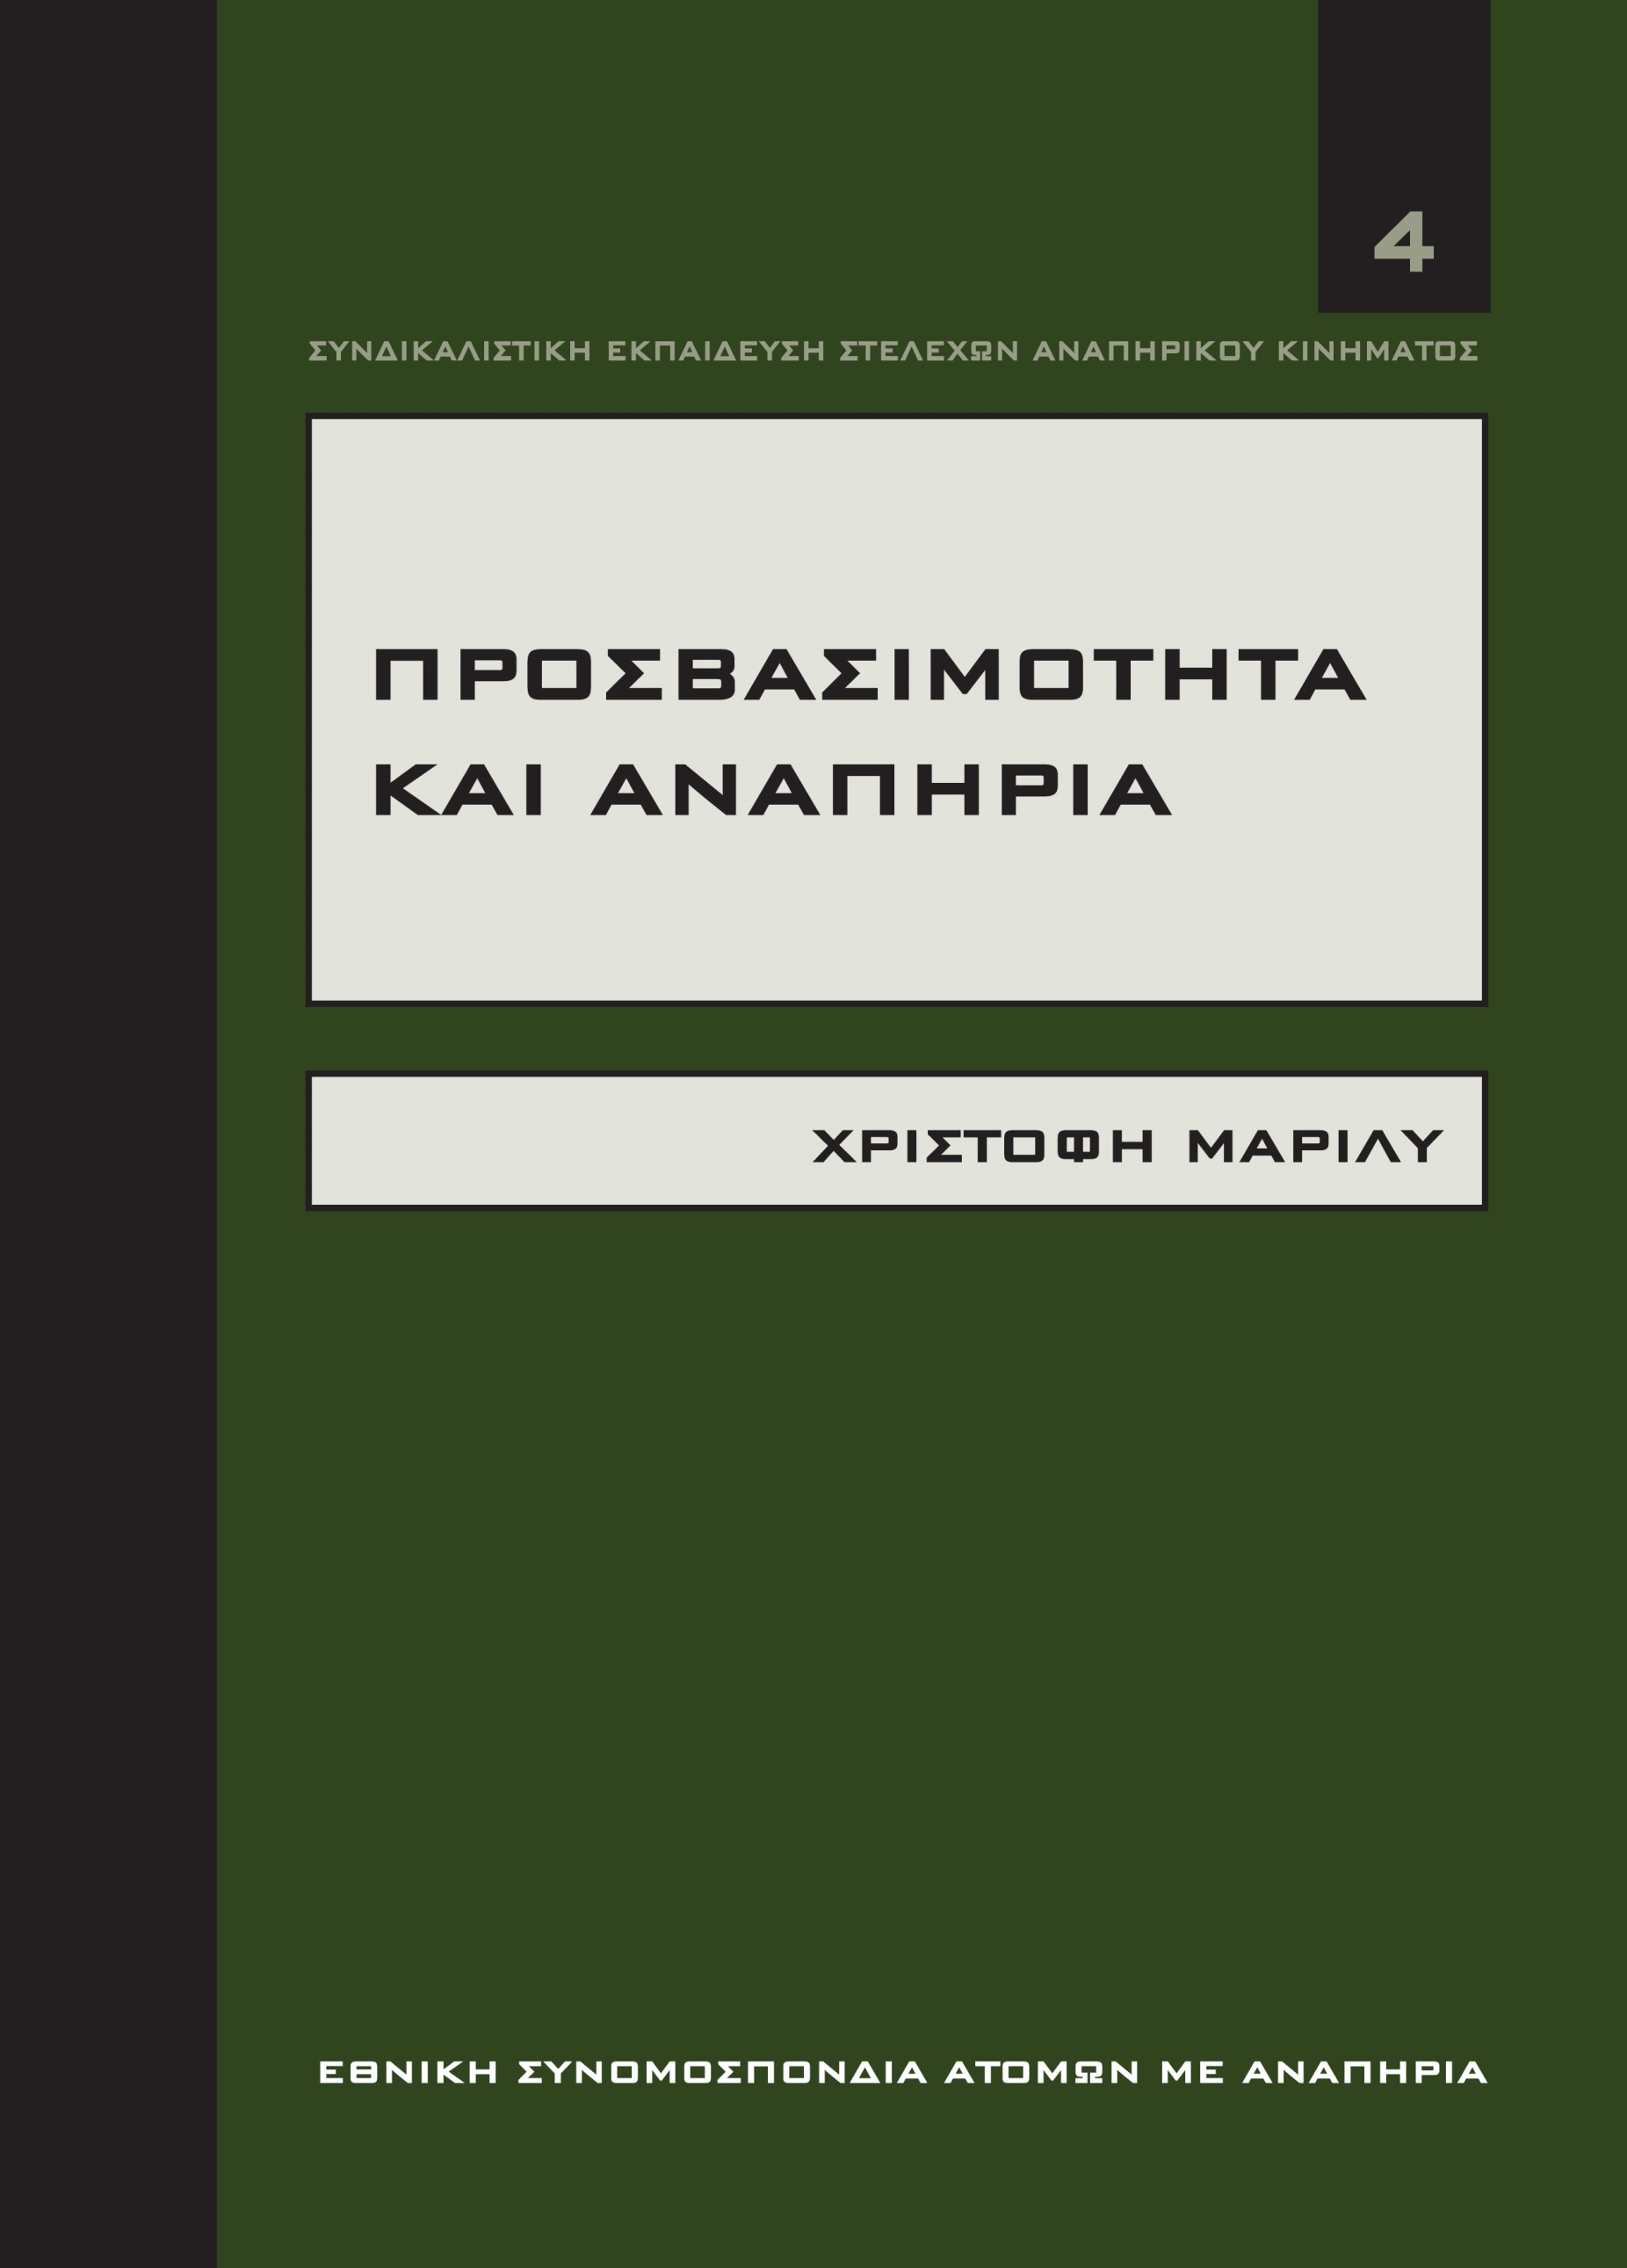 4
ΣΥΝΔΙΚΑΛΙΣΤΙΚΗ ΕΚΠΑΙΔΕΥΣΗ ΣΤΕΛΕΧΩΝ ΑΝΑΠΗΡΙΚΟΥ ΚΙΝΗΜΑΤΟΣ
ΠΡΟΣΒΑΣΙΜΟΤΗΤΑ
ΚΑΙ ΑΝΑΠΗΡΙΑ
ΧΡΙΣΤΟΦΗ ΜΑΡΙΛΥ
ΕΘΝΙΚΗ ΣΥΝΟΜΟΣΠΟΝΔΙΑ ΑΤΟΜΩΝ ΜΕ ΑΝΑΠΗΡΙΑ